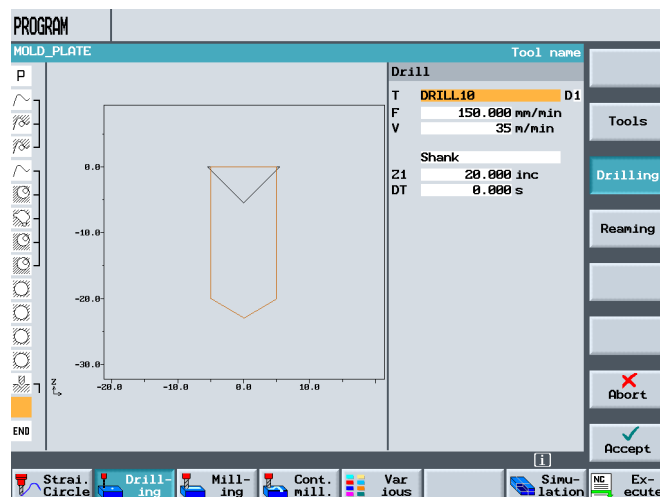 PROGRAM
MOLD_PLATE Tool name
P
Drill
T DRILL10 D1
F 150.000 mm/min
V 35 m/min
Shank
Z1 20.000 inc
DT 0.000 s
0.0
-10.0
-20.0
-30.0
-20.0 -10.0 0.0 10.0
Z
END
Tools
Drilling
Reaming
Abort
Accept
i
Strai.
Circle
Drill-
ing
Mill-
ing
Cont.
mill.
Var
ious
Simu-
lation
NC
Ex-
ecut